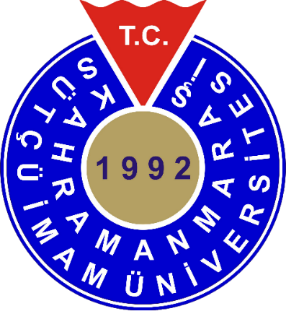 T.C.
KAHRAMANMARAŞ
SÜTÇÜ İMAM ÜNİVERSİTESİ
1992